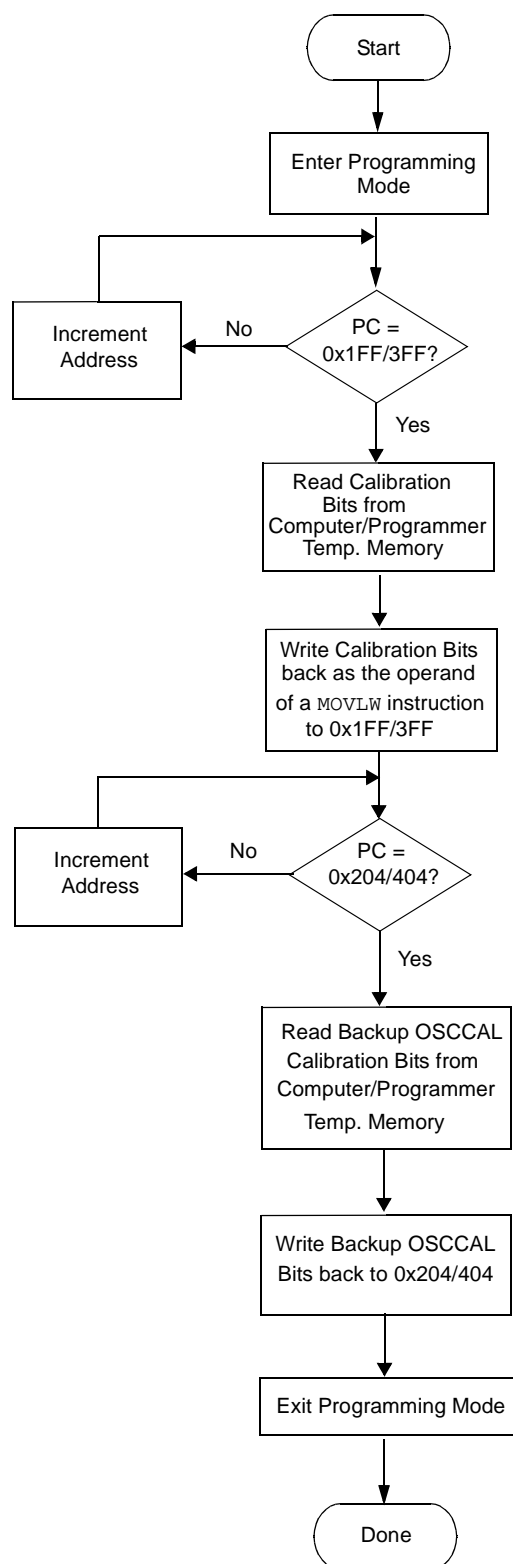 Start
Enter Programming
Mode
Increment
Address
No
PC =
0x1FF/3FF?
Yes
Read Calibration
Bits from
Computer/Programmer
Temp. Memory
Write Calibration Bits
back as the operand
of a MOVLW instruction
to 0x1FF/3FF
Increment
Address
No
PC =
0x204/404?
Yes
Read Backup OSCCAL
Calibration Bits from
Computer/Programmer
Temp. Memory
Write Backup OSCCAL
Bits back to 0x204/404
Exit Programming Mode
Done